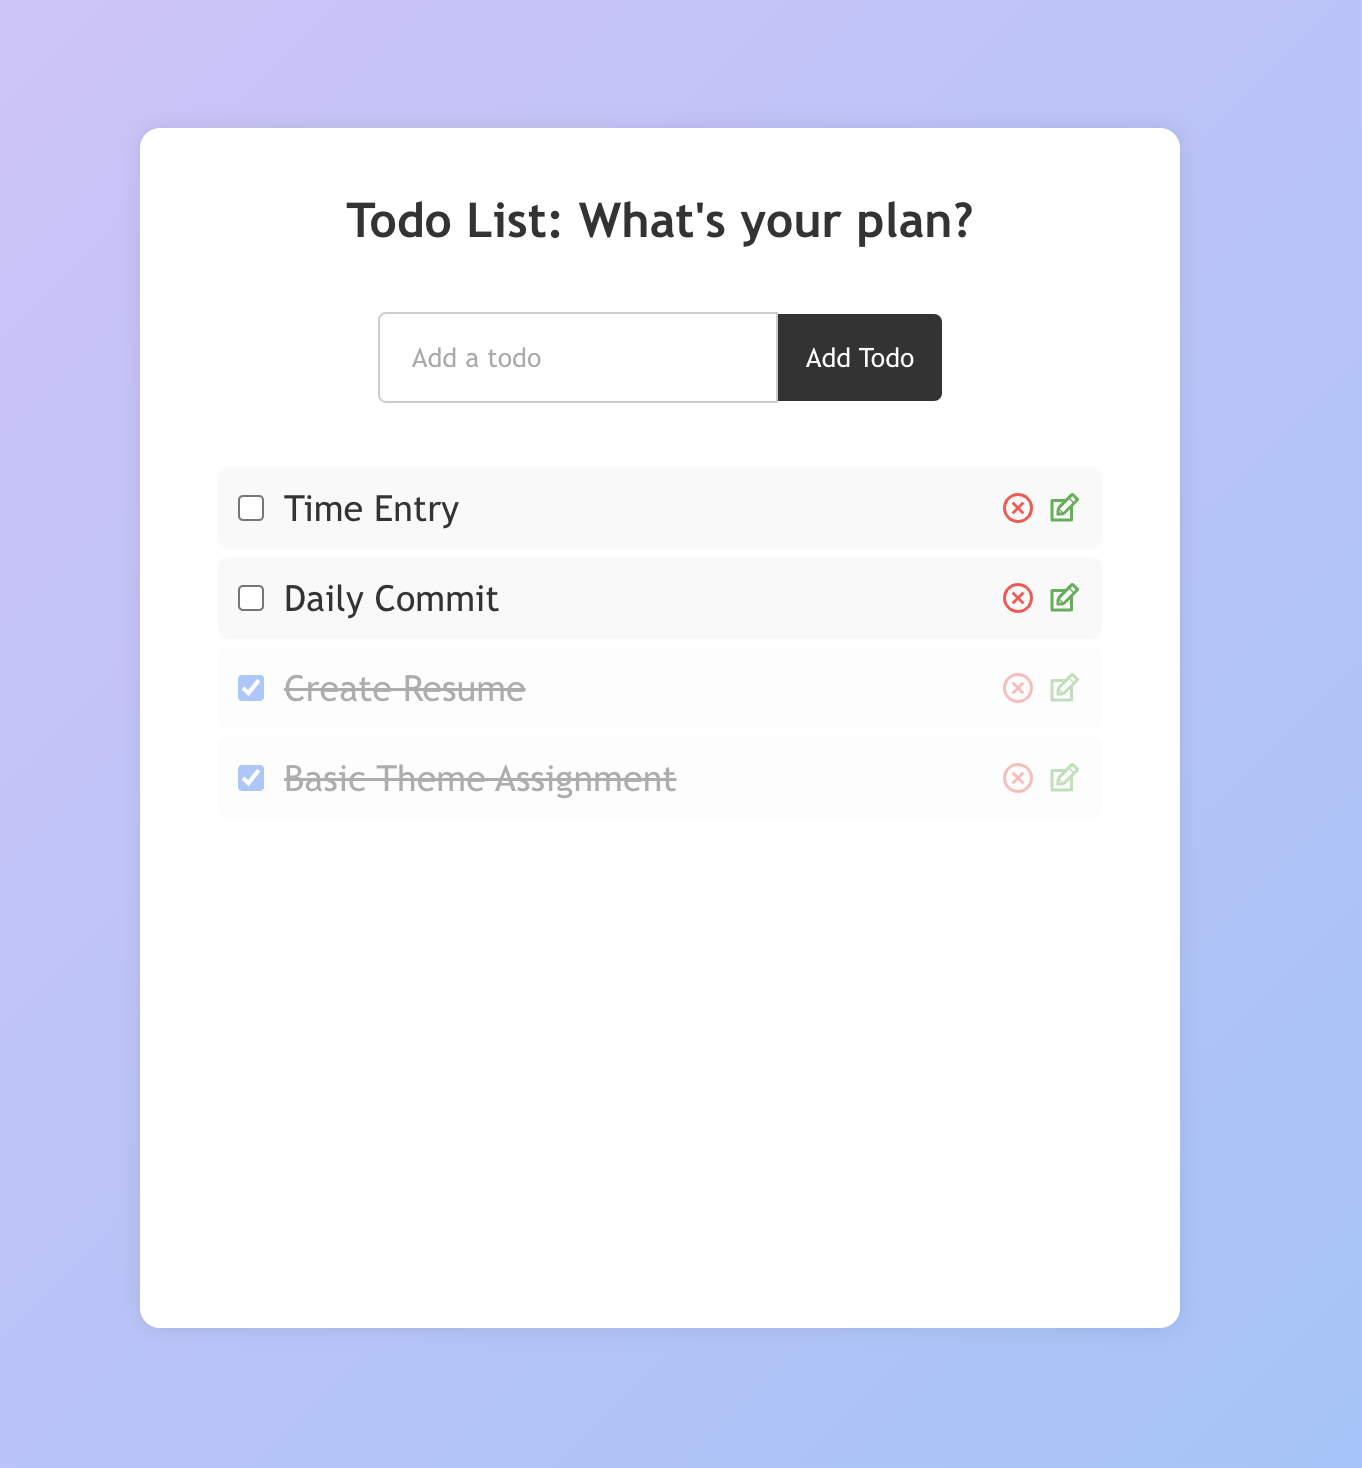 Todo List: What's your plan?
Add a todo
Add Todo
Time Entry
Daily Commit
Create Resume
Basic Theme Assignment